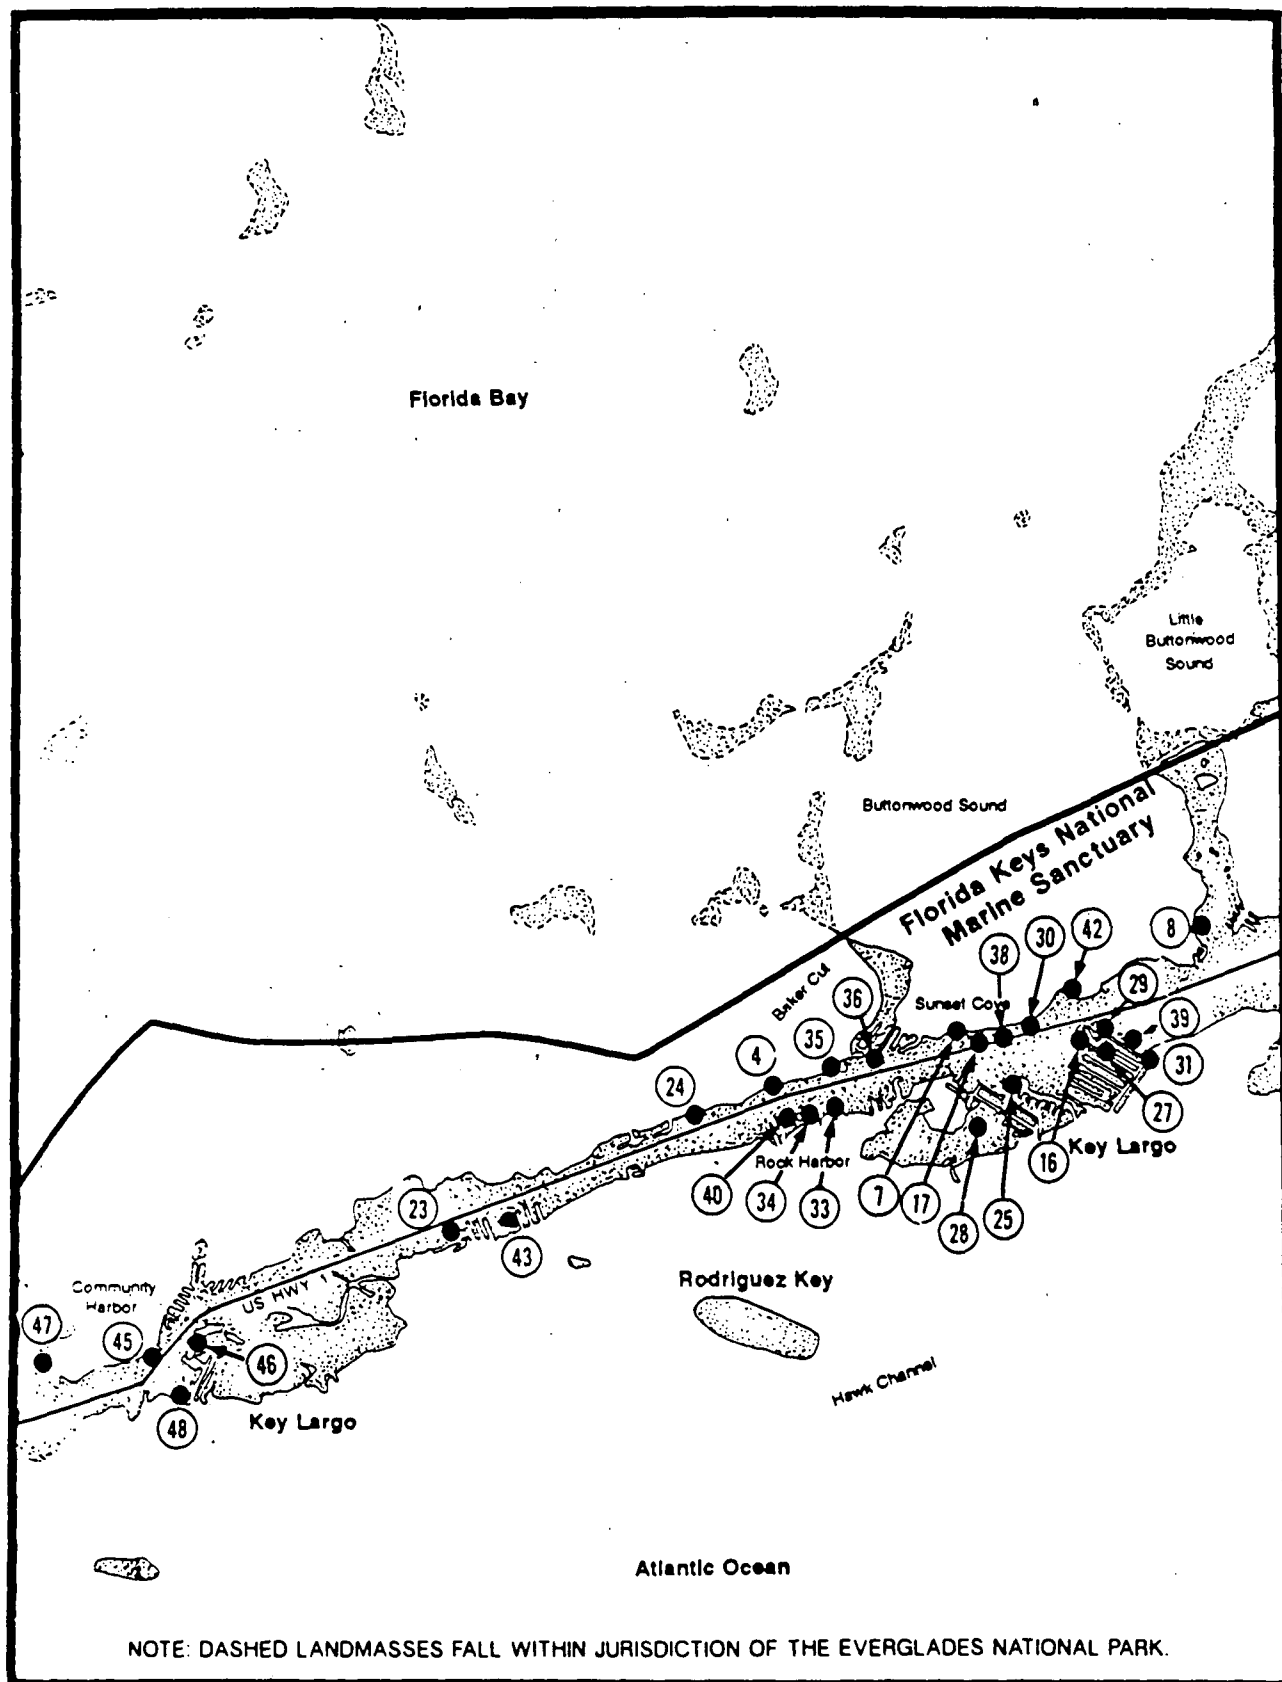 Florida Bay
Little
Buttonwood
Sound
Buttonwood Sound
Florida Keys National
Marine Sanctuary
8
42
30
38
29
36
Sunset Cove
Baker Cut
39
35
4
31
24
27
Key Largo
Rock Harbor
16
40
34
33
7
17
28
25
23
43
Rodriguez Key
US HWY 1
Community
Harbor
47
45
46
Hawk Channel
48
Key Largo
Atlantic Ocean
NOTE: DASHED LANDMASSES FALL WITHIN JURISDICTION OF THE EVERGLADES NATIONAL PARK.